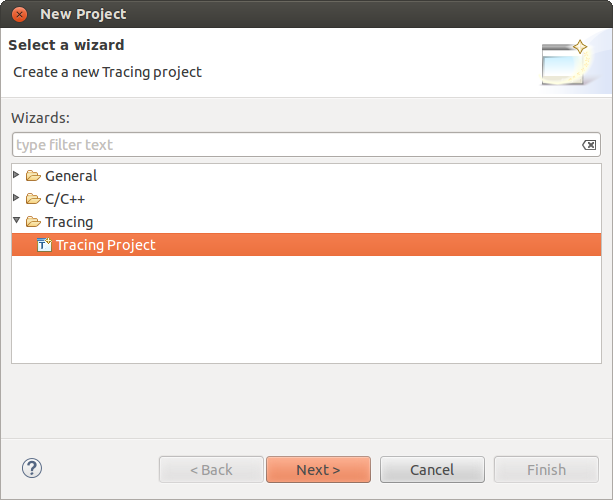 New Project
Select a wizard
Create a new Tracing project
Wizards:
type filter text
General
C/C++
Tracing
Tracing Project
< Back
Next >
Cancel
Finish